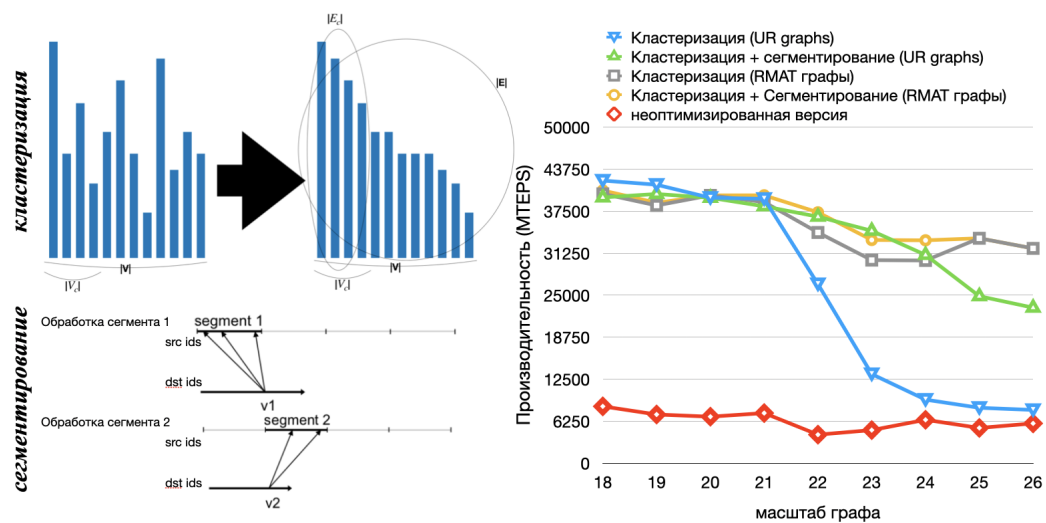 кластеризация
|E_c|
|E|
|V|
|V_c|
|V|
|V_c|
сегментирование
Обработка сегмента 1
segment 1
src ids
dst ids
v1
Обработка сегмента 2
segment 2
src ids
dst ids
v2
Кластеризация (UR graphs)
Кластеризация + сегментирование (UR graphs)
Кластеризация (RMAT графы)
Кластеризация + Сегментирование (RMAT графы)
неоптимизированная версия
Производительность (MTEPS)
50000
43750
37500
31250
25000
18750
12500
6250
0
18 19 20 21 22 23 24 25 26
масштаб графа